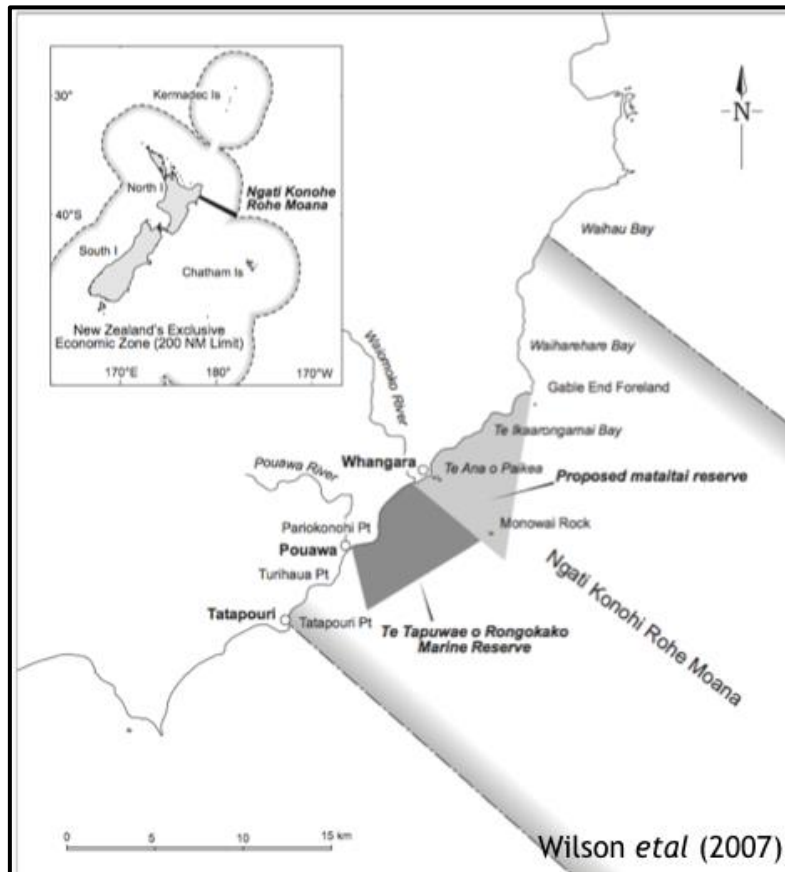 Kermadec Is
30°
North I
Ngati Konohe
Rohe Moana
40°S
South I
Chatham Is
New Zealand's Exclusive
Economic Zone (200 NM Limit)
170°E
180°
170°W
N
Waihau Bay
Waiharehare Bay
Gable End Foreland
Waiomoko River
Te Ikaarongamai Bay
Whangara
Te Ana o Paikea
Proposed mataitai reserve
Pouawa River
Pariokonohi Pt
Monowai Rock
Pouawa
Turihaua Pt
Ngati Konohi Rohe Moana
Tatapouri
Tatapouri Pt
Te Tapuwae o Rongokako
Marine Reserve
0
5
10
15 km
Wilson etal (2007)